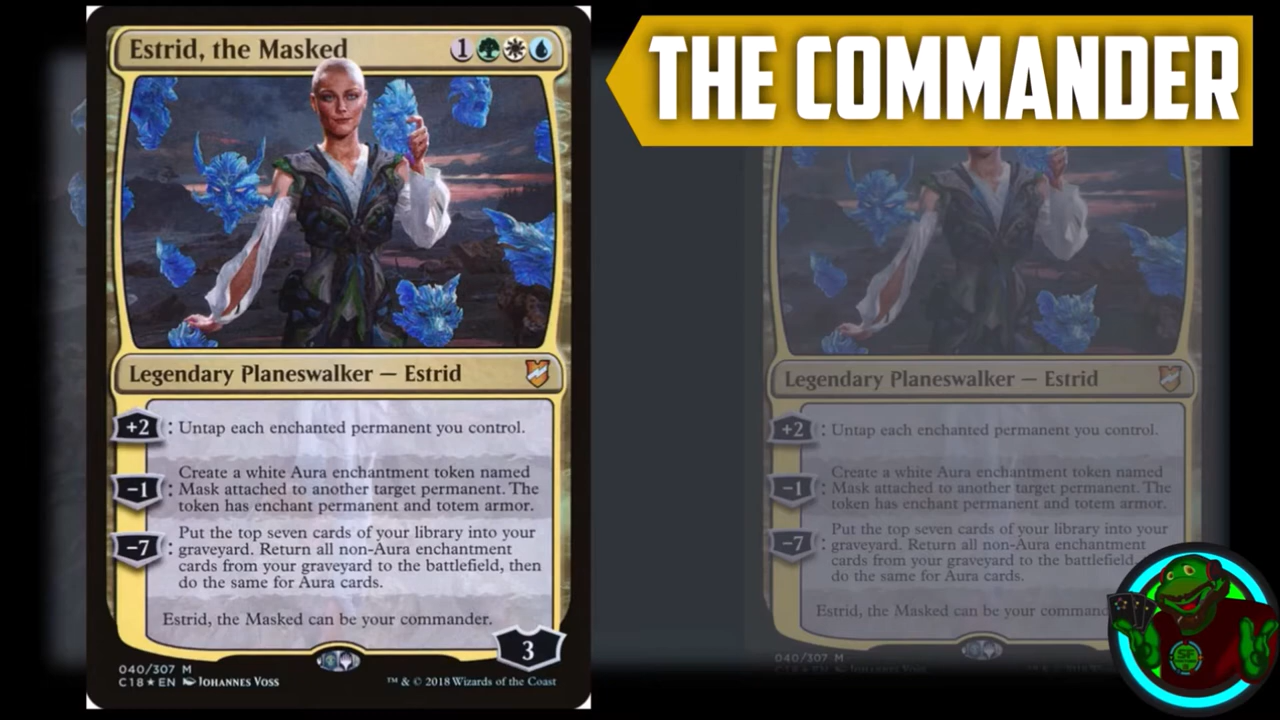 Estrid, the Masked
1
THE COMMANDER
Legendary Planeswalker — Estrid
+2 : Untap each enchanted permanent you control.
Create a white Aura enchantment token named
-1 : Mask attached to another target permanent. The
token has enchant permanent and totem armor.
Put the top seven cards of your library into your
-7 : graveyard. Return all non-Aura enchantment
cards from your graveyard to the battlefield, then
do the same for Aura cards.
Estrid, the Masked can be your commander.
3
040/307 M
C18 ★ EN Johannes Voss
™ & © 2018 Wizards of the Coast
Legendary Planeswalker — Estrid
+2 : Untap each enchanted permanent you control.
Create a white Aura enchantment token named
-1 : Mask attached to another target permanent. The
token has enchant permanent and totem armor.
Put the top seven cards of your library into your
-7 : graveyard. Return all non-Aura enchantment
cards from your graveyard to the battlefield,
do the same for Aura cards.
Estrid, the Masked can be your
040/307 M
SF